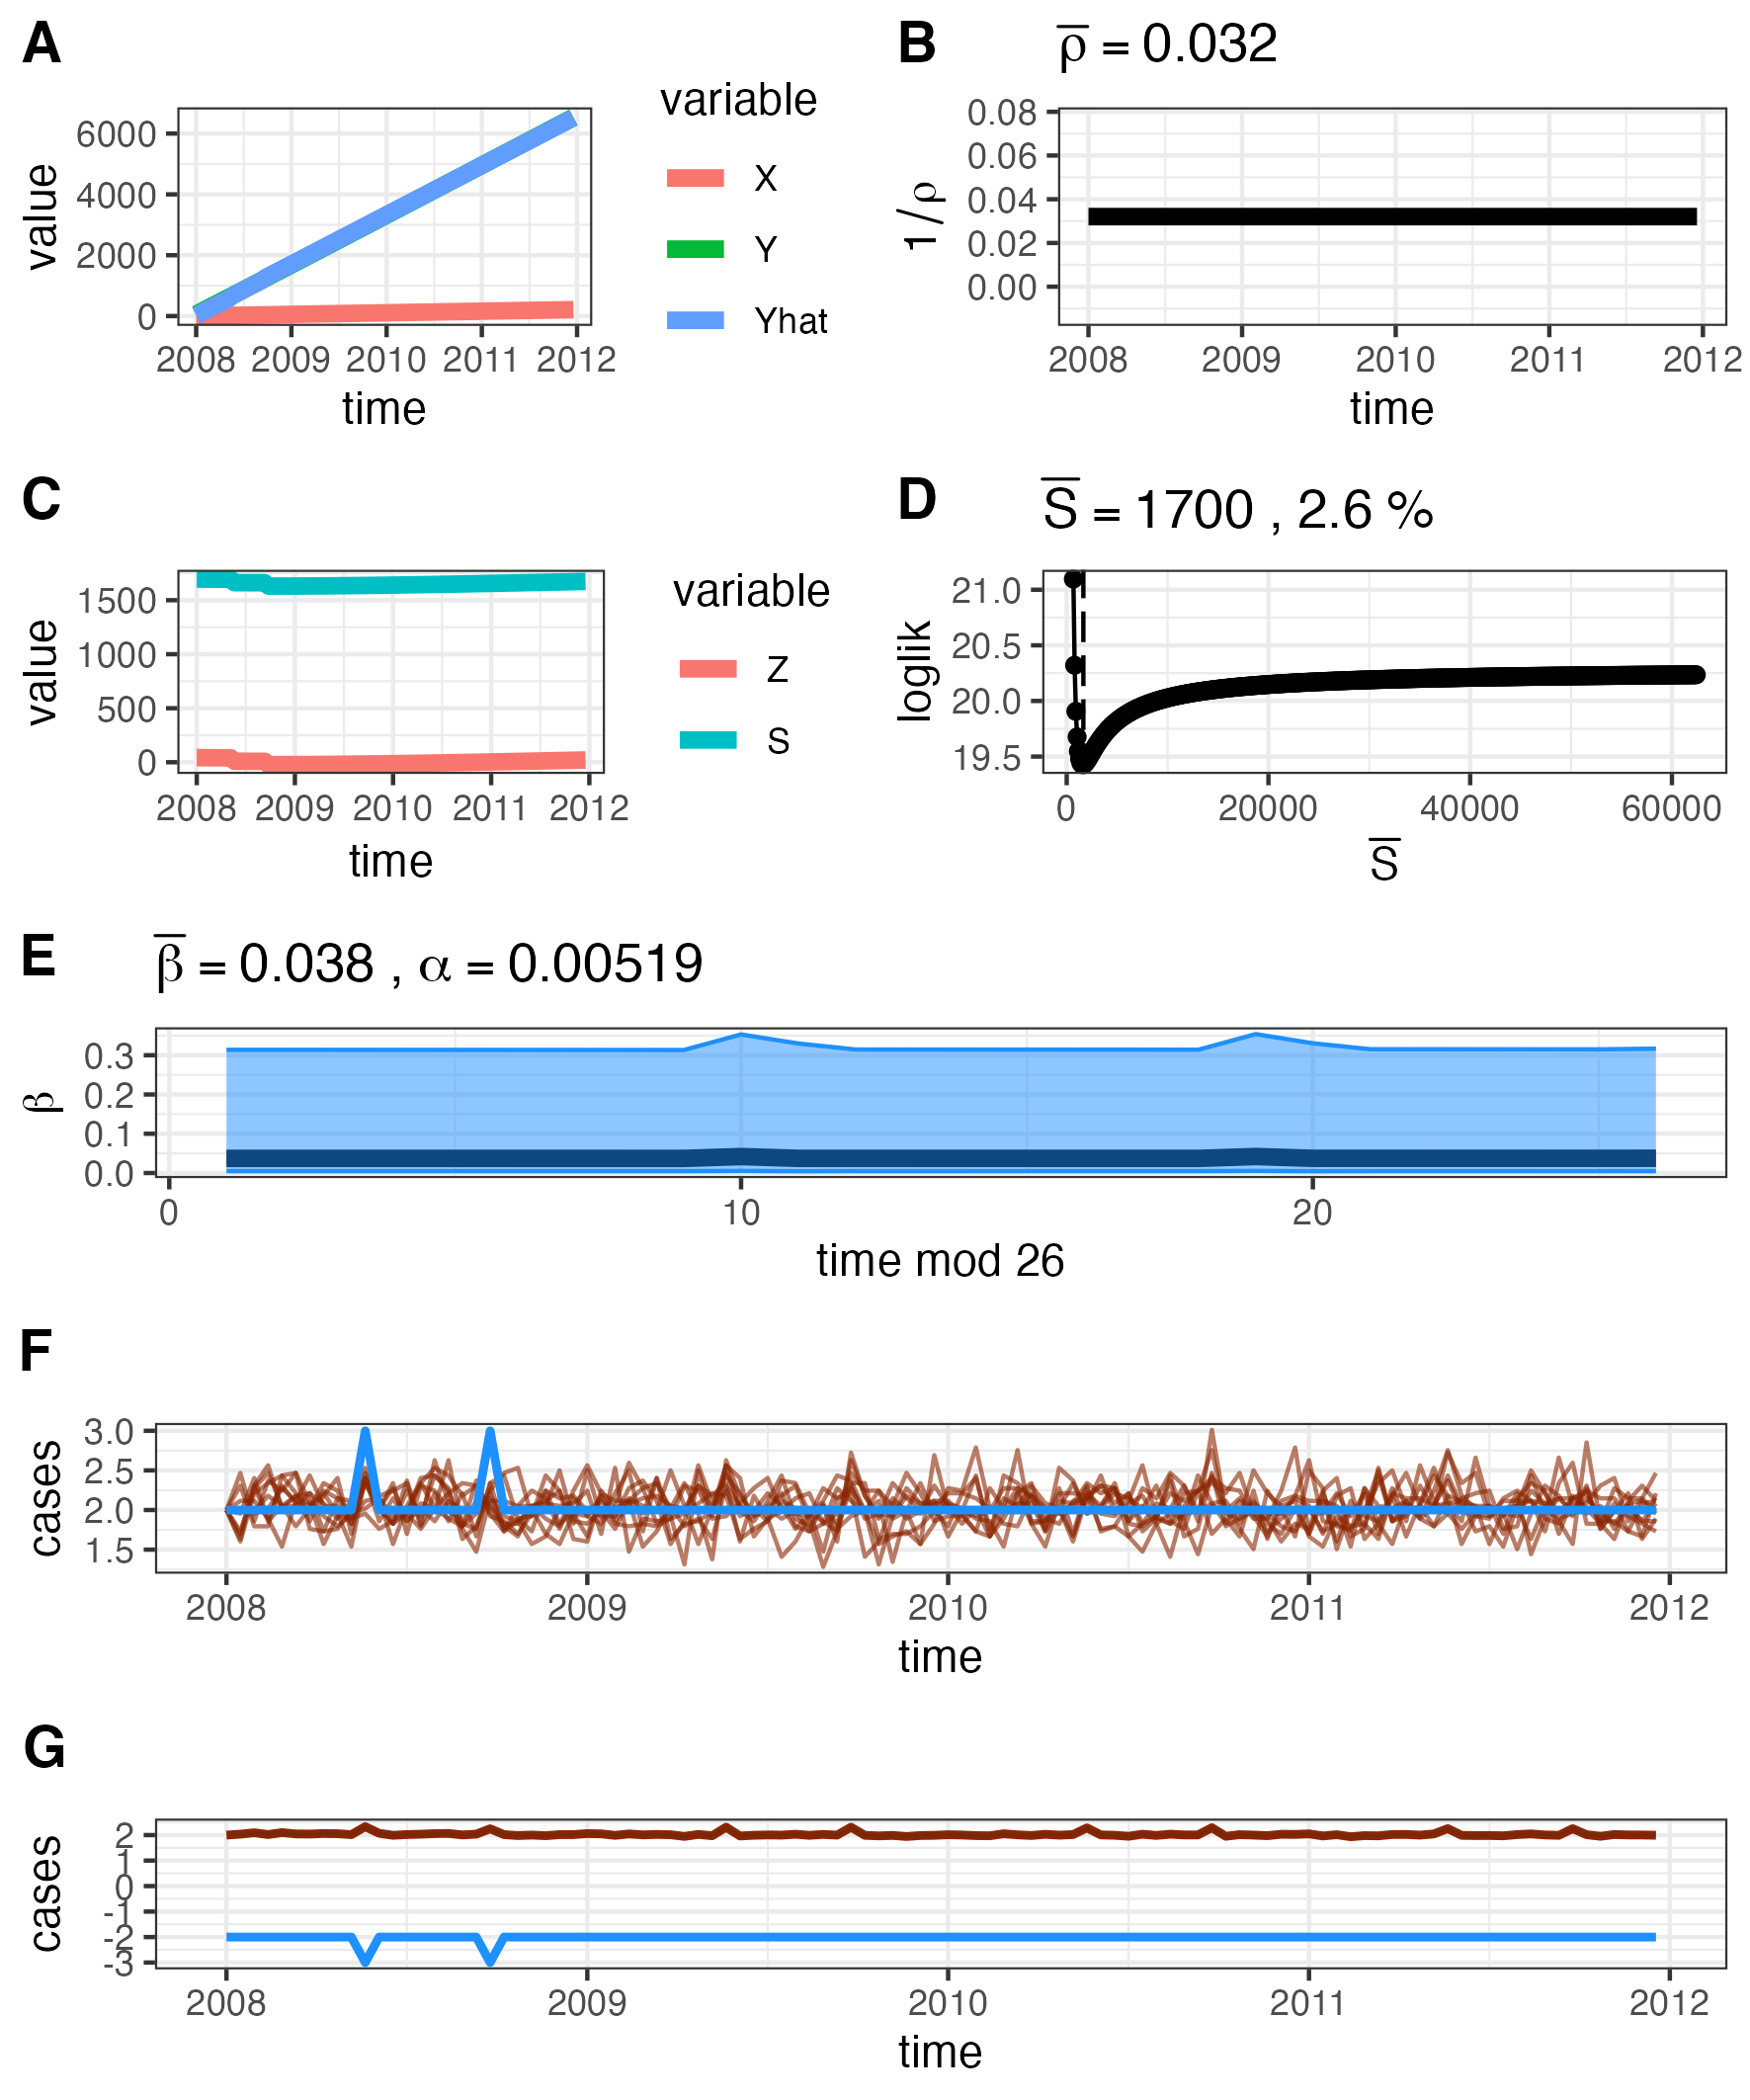 A
6000
4000
2000
0
value
2008 2009 2010 2011 2012
time
variable
X
Y
Yhat
B
ρ̅ = 0.032
0.08
0.06
0.04
0.02
0.00
1/ρ
2008 2009 2010 2011 2012
time
C
1500
1000
500
0
value
2008 2009 2010 2011 2012
time
variable
Z
S
D
S̅ = 1700 , 2.6 %
21.0
20.5
20.0
19.5
loglik
0 20000 40000 60000
S̅
E
β̅ = 0.038 , α = 0.00519
0.3
0.2
0.1
0.0
β
0 10 20
time mod 26
F
3.0
2.5
2.0
1.5
cases
2008 2009 2010 2011 2012
time
G
2
1
0
-1
-2
-3
cases
2008 2009 2010 2011 2012
time